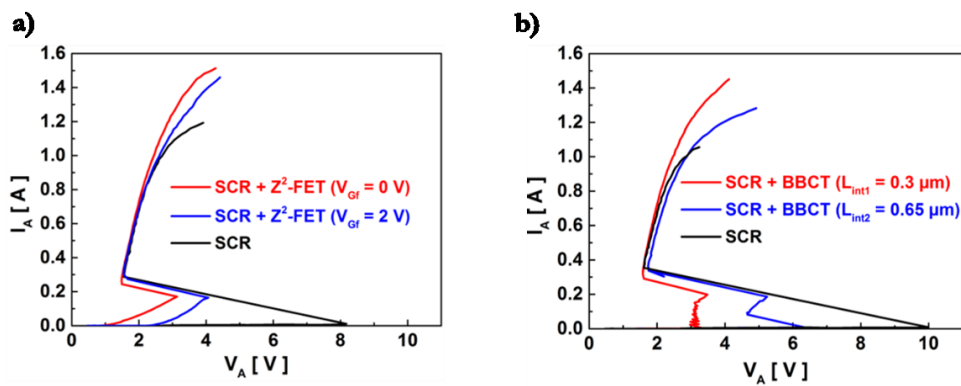 a)
1.6
1.4
1.2
1.0
0.8
0.6
0.4
0.2
0.0
I_A [ A ]
SCR + Z²-FET (V_Gf = 0 V)
SCR + Z²-FET (V_Gf = 2 V)
SCR
0 2 4 6 8 10
V_A [ V ]
b)
1.6
1.4
1.2
1.0
0.8
0.6
0.4
0.2
0.0
I_A [ A ]
SCR + BBCT (L_int1 = 0.3 µm)
SCR + BBCT (L_int2 = 0.65 µm)
SCR
0 2 4 6 8 10
V_A [ V ]